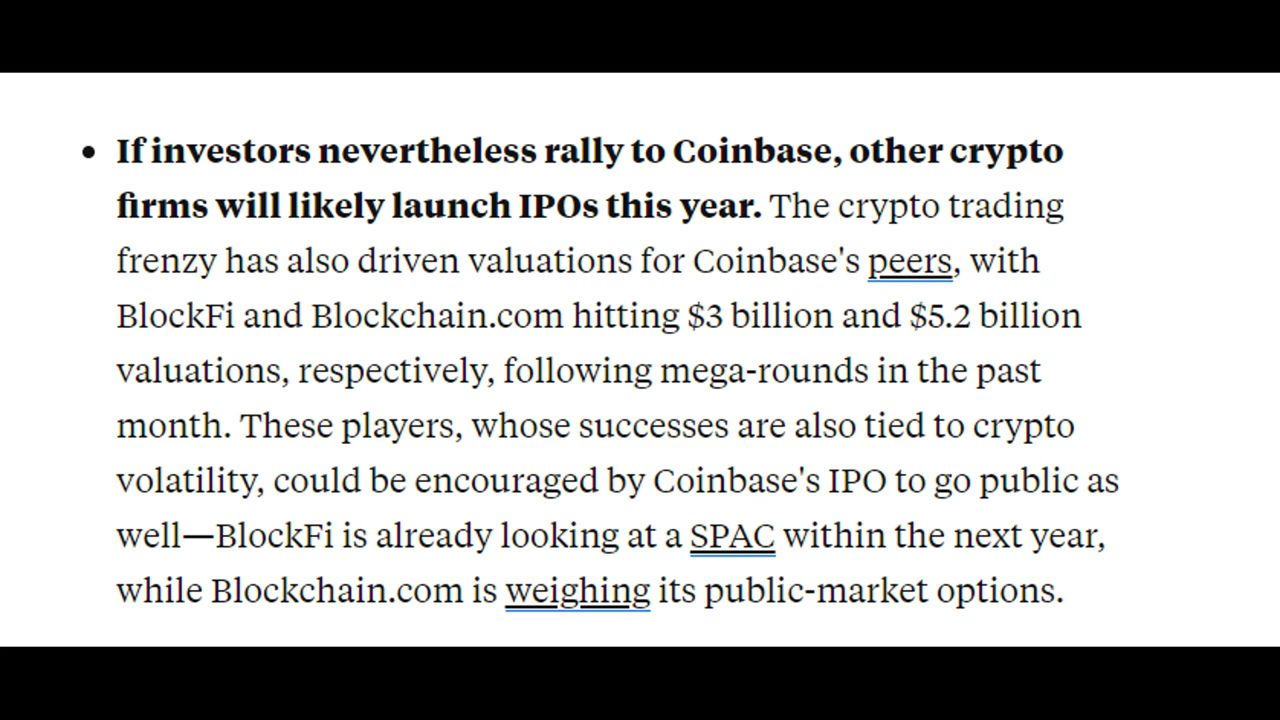 • If investors nevertheless rally to Coinbase, other crypto
firms will likely launch IPOs this year. The crypto trading
frenzy has also driven valuations for Coinbase's peers, with
BlockFi and Blockchain.com hitting $3 billion and $5.2 billion
valuations, respectively, following mega-rounds in the past
month. These players, whose successes are also tied to crypto
volatility, could be encouraged by Coinbase's IPO to go public as
well—BlockFi is already looking at a SPAC within the next year,
while Blockchain.com is weighing its public-market options.